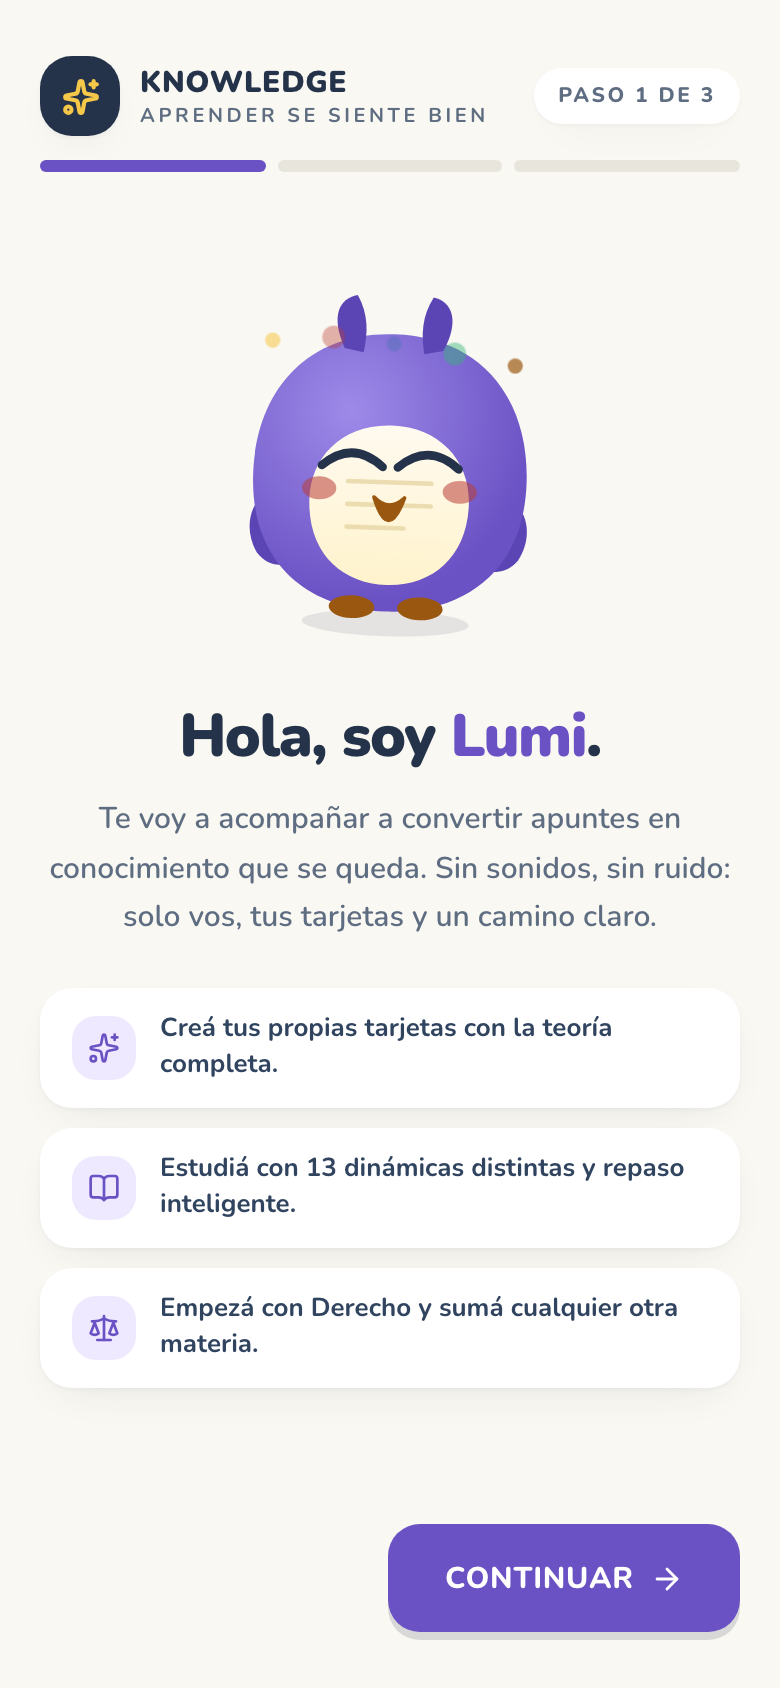 KNOWLEDGE
APRENDER SE SIENTE BIEN
PASO 1 DE 3
Hola, soy Lumi.
Te voy a acompañar a convertir apuntes en
conocimiento que se queda. Sin sonidos, sin ruido:
solo vos, tus tarjetas y un camino claro.
Creá tus propias tarjetas con la teoría
completa.
Estudiá con 13 dinámicas distintas y repaso
inteligente.
Empezá con Derecho y sumá cualquier otra
materia.
CONTINUAR